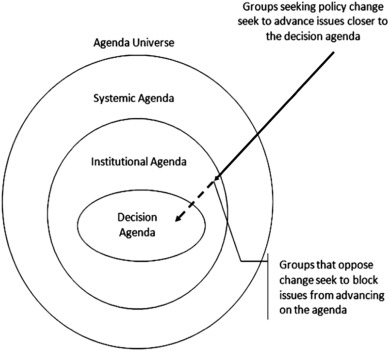 Groups seeking policy change
seek to advance issues closer to
the decision agenda
Agenda Universe
Systemic Agenda
Institutional Agenda
Decision
Agenda
Groups that oppose
change seek to block
issues from advancing
on the agenda